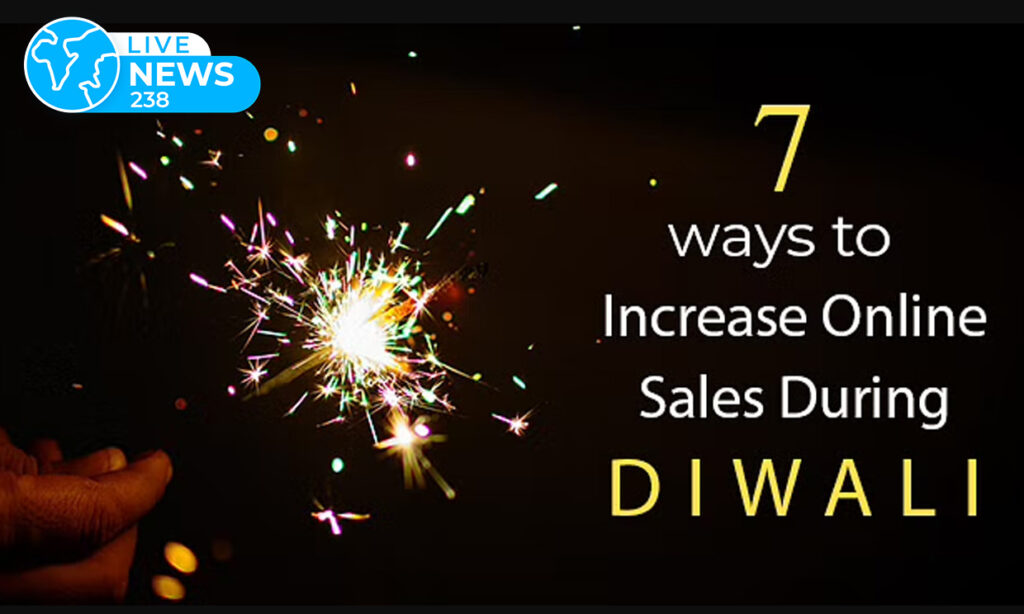 LIVE
NEWS
238
7
ways to
Increase Online
Sales During
DIWALI